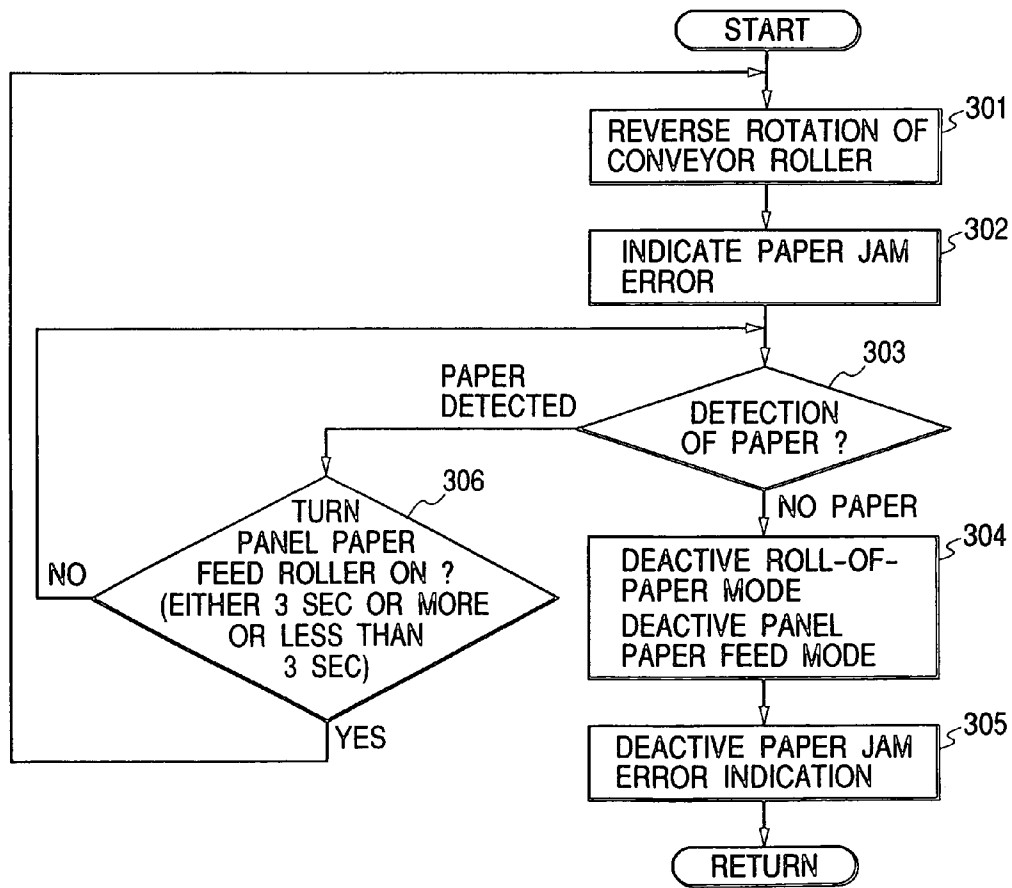 START
301
REVERSE ROTATION OF
CONVEYOR ROLLER
302
INDICATE PAPER JAM
ERROR
303
PAPER
DETECTED
DETECTION
OF PAPER ?
306
TURN
PANEL PAPER
FEED ROLLER ON ?
(EITHER 3 SEC OR MORE
OR LESS THAN
3 SEC)
NO
YES
NO PAPER
304
DEACTIVE ROLL-OF-
PAPER MODE
DEACTIVE PANEL
PAPER FEED MODE
305
DEACTIVE PAPER JAM
ERROR INDICATION
RETURN